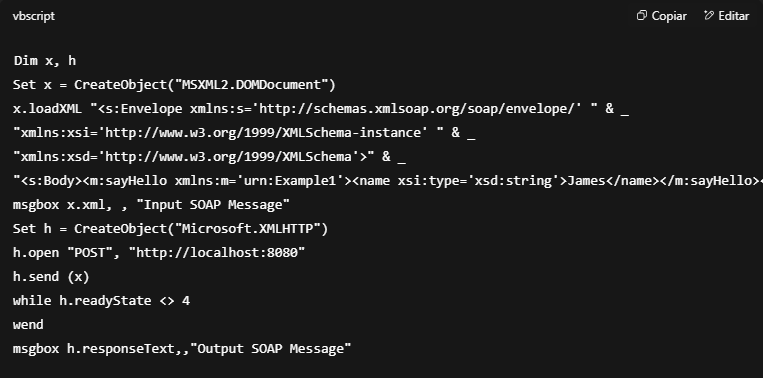 vbscript
Copiar
Editar
Dim x, h
Set x = CreateObject("MSXML2.DOMDocument")
x.loadXML "<s:Envelope xmlns:s='http://schemas.xmlsoap.org/soap/envelope/' " & _
"xmlns:xsi='http://www.w3.org/1999/XMLSchema-instance' " & _
"xmlns:xsd='http://www.w3.org/1999/XMLSchema'>" & _
"<s:Body><m:sayHello xmlns:m='urn:Example1'><name xsi:type='xsd:string'>James</name></m:sayHello><
msgbox x.xml, , "Input SOAP Message"
Set h = CreateObject("Microsoft.XMLHTTP")
h.open "POST", "http://localhost:8080"
h.send (x)
while h.readyState <> 4
wend
msgbox h.responseText,,"Output SOAP Message"